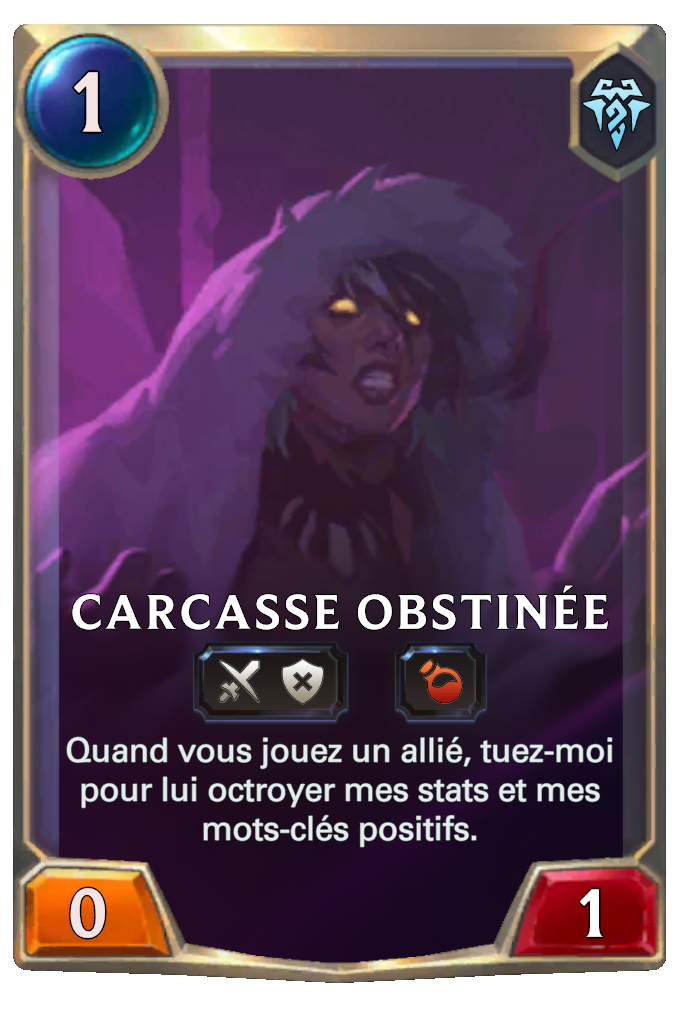 1
CARCASSE OBSTINÉE
Quand vous jouez un allié, tuez-moi
pour lui octroyer mes stats et mes
mots-clés positifs.
0
1